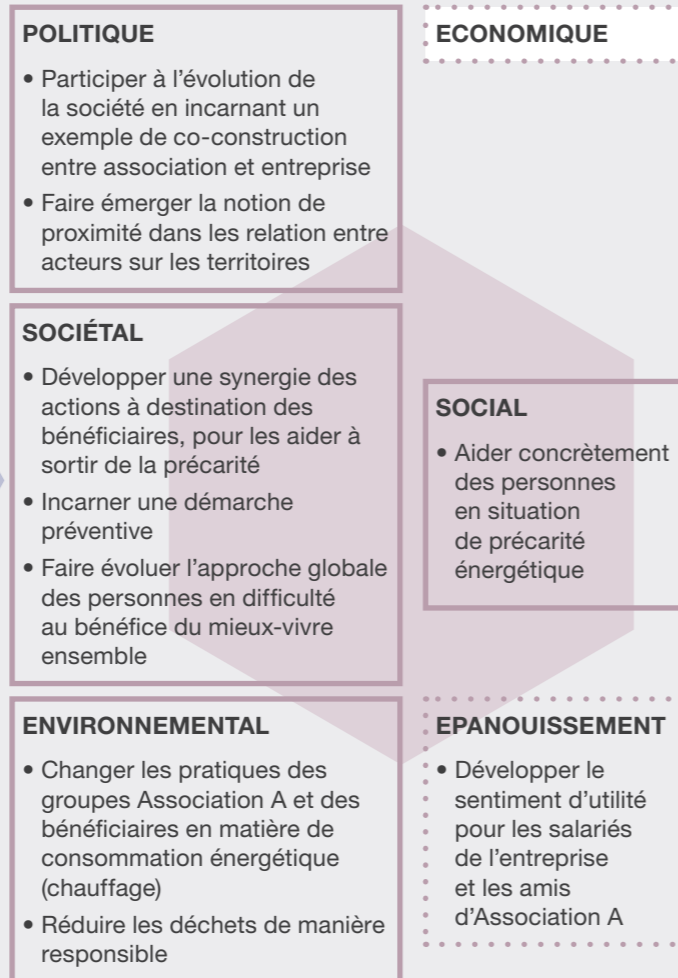 POLITIQUE
• Participer à l’évolution de
la société en incarnant un
exemple de co-construction
entre association et entreprise
• Faire émerger la notion de
proximité dans les relation entre
acteurs sur les territoires
SOCIÉTAL
• Développer une synergie des
actions à destination des
bénéficiaires, pour les aider à
sortir de la précarité
• Incarner une démarche
préventive
• Faire évoluer l’approche globale
des personnes en difficulté
au bénéfice du mieux-vivre
ensemble
ENVIRONNEMENTAL
• Changer les pratiques des
groupes Association A et des
bénéficiaires en matière de
consommation énergétique
(chauffage)
• Réduire les déchets de manière
responsible
ECONOMIQUE
SOCIAL
• Aider concrètement
des personnes
en situation
de précarité
énergétique
EPANOUISSEMENT
• Développer le
sentiment d’utilité
pour les salariés
de l’entreprise
et les amis
d’Association A